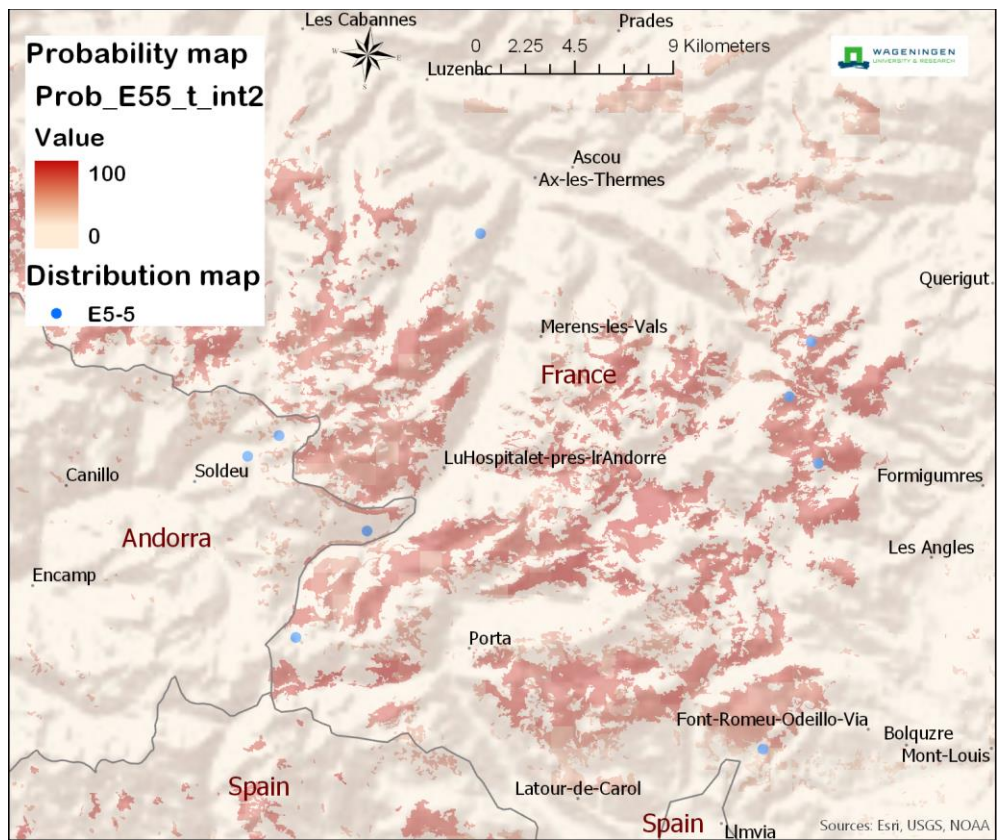 Les Cabannes
Prades
Probability map
Prob_E55_t_int2
Value
100
0
Distribution map
E5-5
N
W
E
S
0 2.25 4.5 9 Kilometers
Luzenac
WAGENINGEN
UNIVERSITY & RESEARCH
Ascou
Ax-les-Thermes
Querigut
Merens-les-Vals
France
LuHospitalet-pres-lrAndorre
Canillo
Soldeu
Formigumres
Andorra
Les Angles
Encamp
Porta
Font-Romeu-Odeillo-Via
Bolquzre
Mont-Louis
Spain
Latour-de-Carol
Spain
Llmvia
Sources: Esri, USGS, NOAA